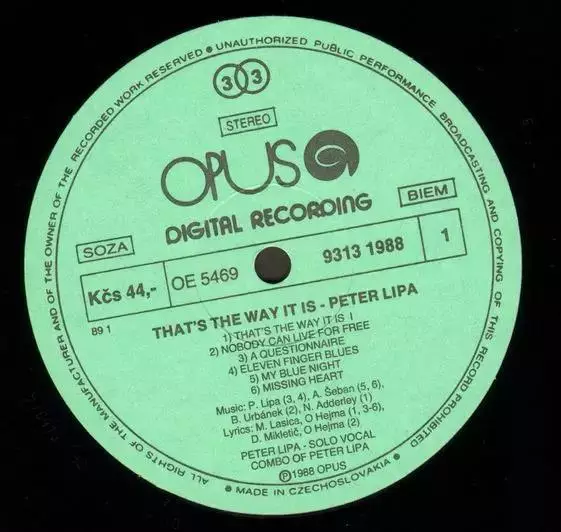 ALL RIGHTS OF THE MANUFACTURER AND OF THE OWNER OF THE RECORDED WORK RESERVED ● UNAUTHORIZED PUBLIC PERFORMANCE BROADCASTING AND COPYING OF THIS RECORD PROHIBITED
33
STEREO
OPUS
DIGITAL RECORDING
SOZA
BIEM
Kčs 44,-
OE 5469
9313 1988
1
89 1
THAT'S THE WAY IT IS - PETER LIPA
1) THAT'S THE WAY IT IS I
2) NOBODY CAN LIVE FOR FREE
3) A QUESTIONNAIRE
4) ELEVEN FINGER BLUES
5) MY BLUE NIGHT
6) MISSING HEART
Music: P. Lipa (3, 4), A. Šeban (5, 6),
B. Urbánek (2), N. Adderley (1)
Lyrics: M. Lasica, O Hejma (1, 3-6),
D. Mikletič, O Hejma (2)
PETER LIPA - SOLO VOCAL
COMBO OF PETER LIPA
Ⓟ1988 OPUS
● MADE IN CZECHOSLOVAKIA ●